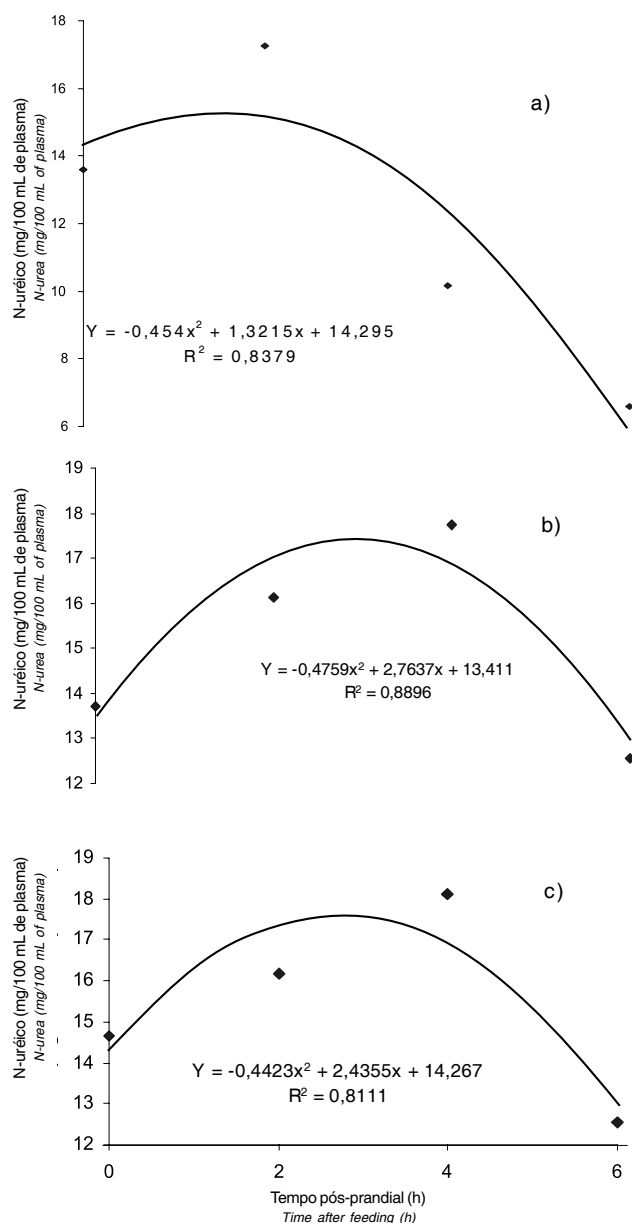 18
16
14
12
10
8
6
N-uréico (mg/100 mL de plasma)
N-urea (mg/100 mL of plasma)
a)
Y = -0,454x² + 1,3215x + 14,295
R² = 0,8379
19
18
17
16
15
14
13
12
N-uréico (mg/100 mL de plasma)
N-urea (mg/100 mL of plasma)
b)
Y = -0,4759x² + 2,7637x + 13,411
R² = 0,8896
19
18
17
16
15
14
13
12
N-uréico (mg/100 mL de plasma)
N-urea (mg/100 mL of plasma)
c)
Y = -0,4423x² + 2,4355x + 14,267
R² = 0,8111
0 2 4 6
Tempo pós-prandial (h)
Time after feeding (h)